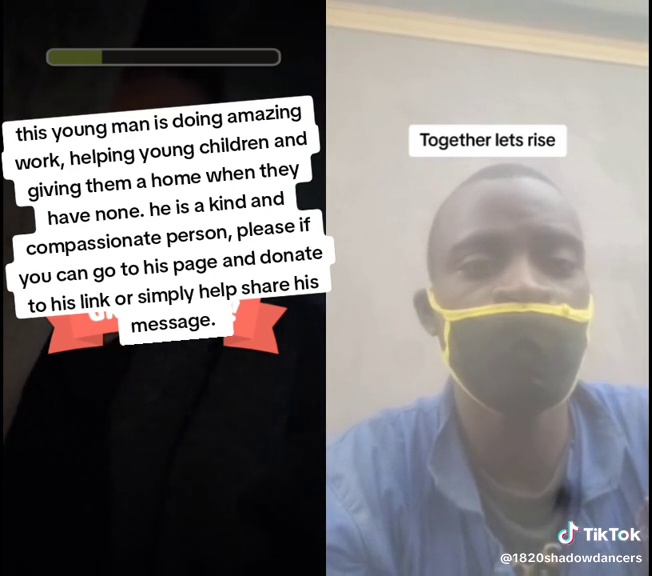 this young man is doing amazing
work, helping young children and
giving them a home when they
have none. he is a kind and
compassionate person, please if
you can go to his page and donate
to his link or simply help share his
message.
Together lets rise
TikTok
@1820shadowdancers